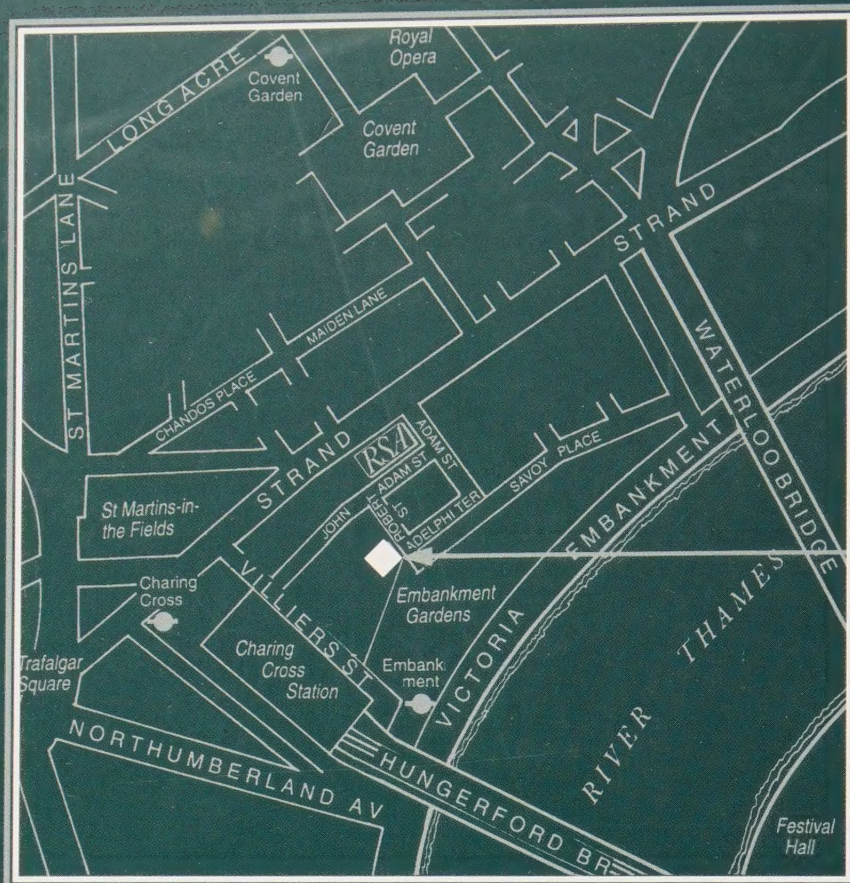 Royal
Opera
LONG ACRE
Covent
Garden
Covent
Garden
ST MARTINS LANE
STRAND
MAIDEN LANE
CHANDOS PLACE
WATERLOO BRIDGE
STRAND
RSA
ADAM ST
ADAM ST
SAVOY PLACE
JOHN
ROBERT
ST
ADELPHI TER
St Martins-in-
the Fields
VICTORIA EMBANKMENT
Charing
Cross
VILLIERS ST
Embankment
Gardens
RIVER THAMES
Charing
Cross
Station
Embank
ment
Trafalgar
Square
NORTHUMBERLAND AV
HUNGERFORD BR
Festival
Hall